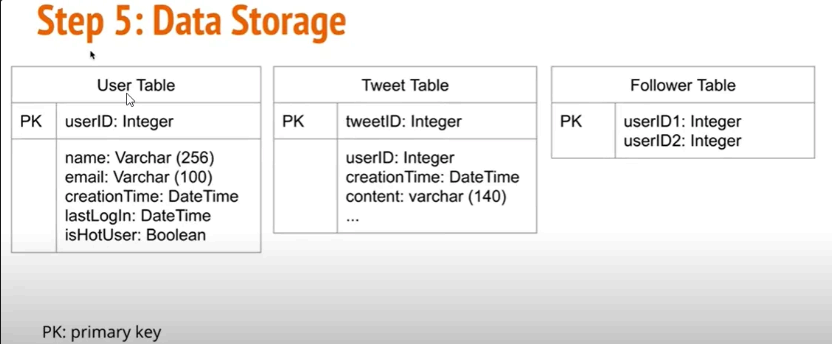 Step 5: Data Storage
User Table
PK userID: Integer
name: Varchar (256)
email: Varchar (100)
creationTime: DateTime
lastLogIn: DateTime
isHotUser: Boolean
Tweet Table
PK tweetID: Integer
userID: Integer
creationTime: DateTime
content: varchar (140)
...
Follower Table
PK userID1: Integer
userID2: Integer
PK: primary key